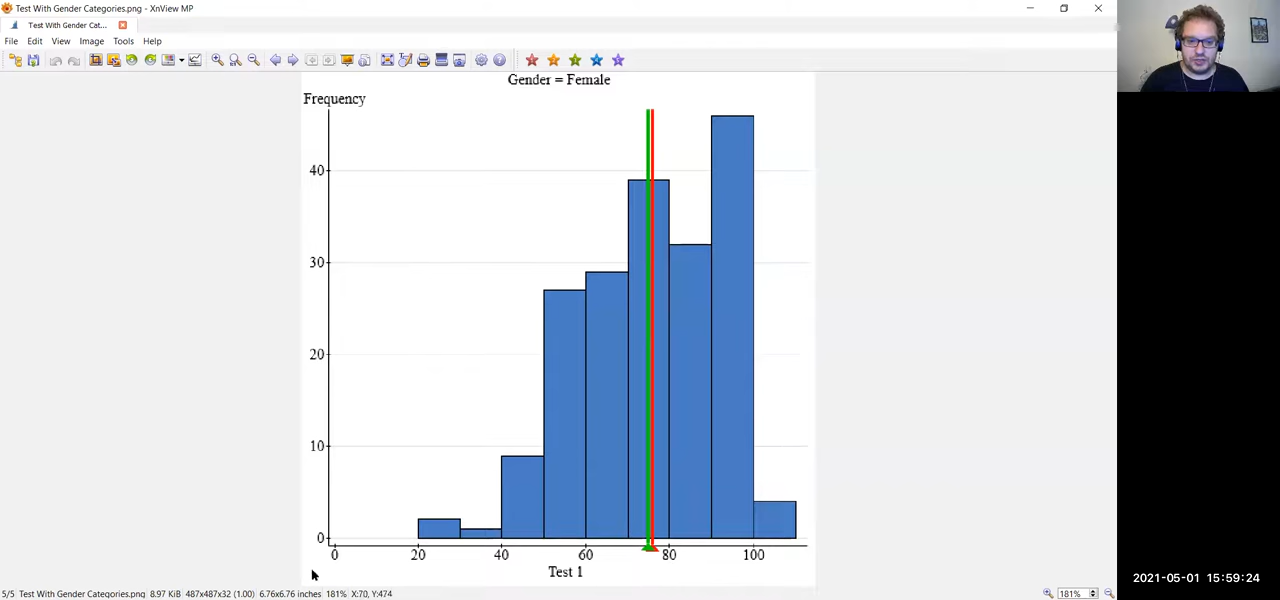 Test With Gender Categories.png - XnView MP
Test With Gender Cat...
File Edit View Image Tools Help
Gender = Female
Frequency
40
30
20
10
0
0 20 40 60 80 100
Test 1
5/5 Test With Gender Categories.png 8.97 KiB 487x487x32 (1.00) 6.76x6.76 inches 181% X:70, Y:474
181%
2021-05-01 15:59:24